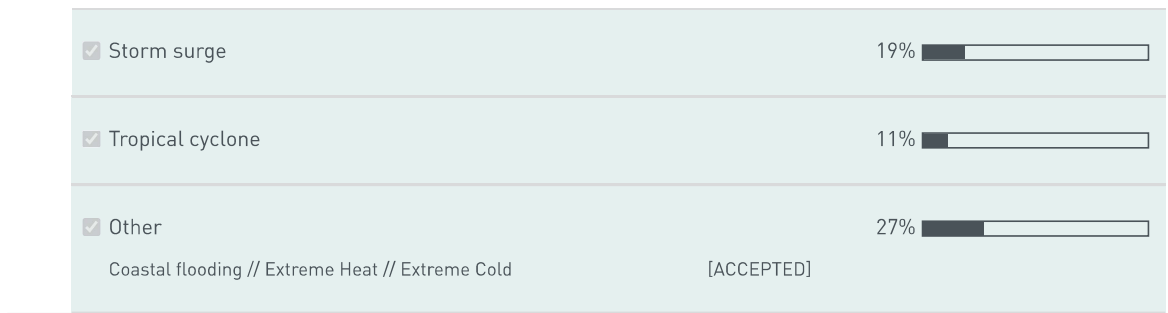 Storm surge 19%
Tropical cyclone 11%
Other 27%
Coastal flooding // Extreme Heat // Extreme Cold [ACCEPTED]